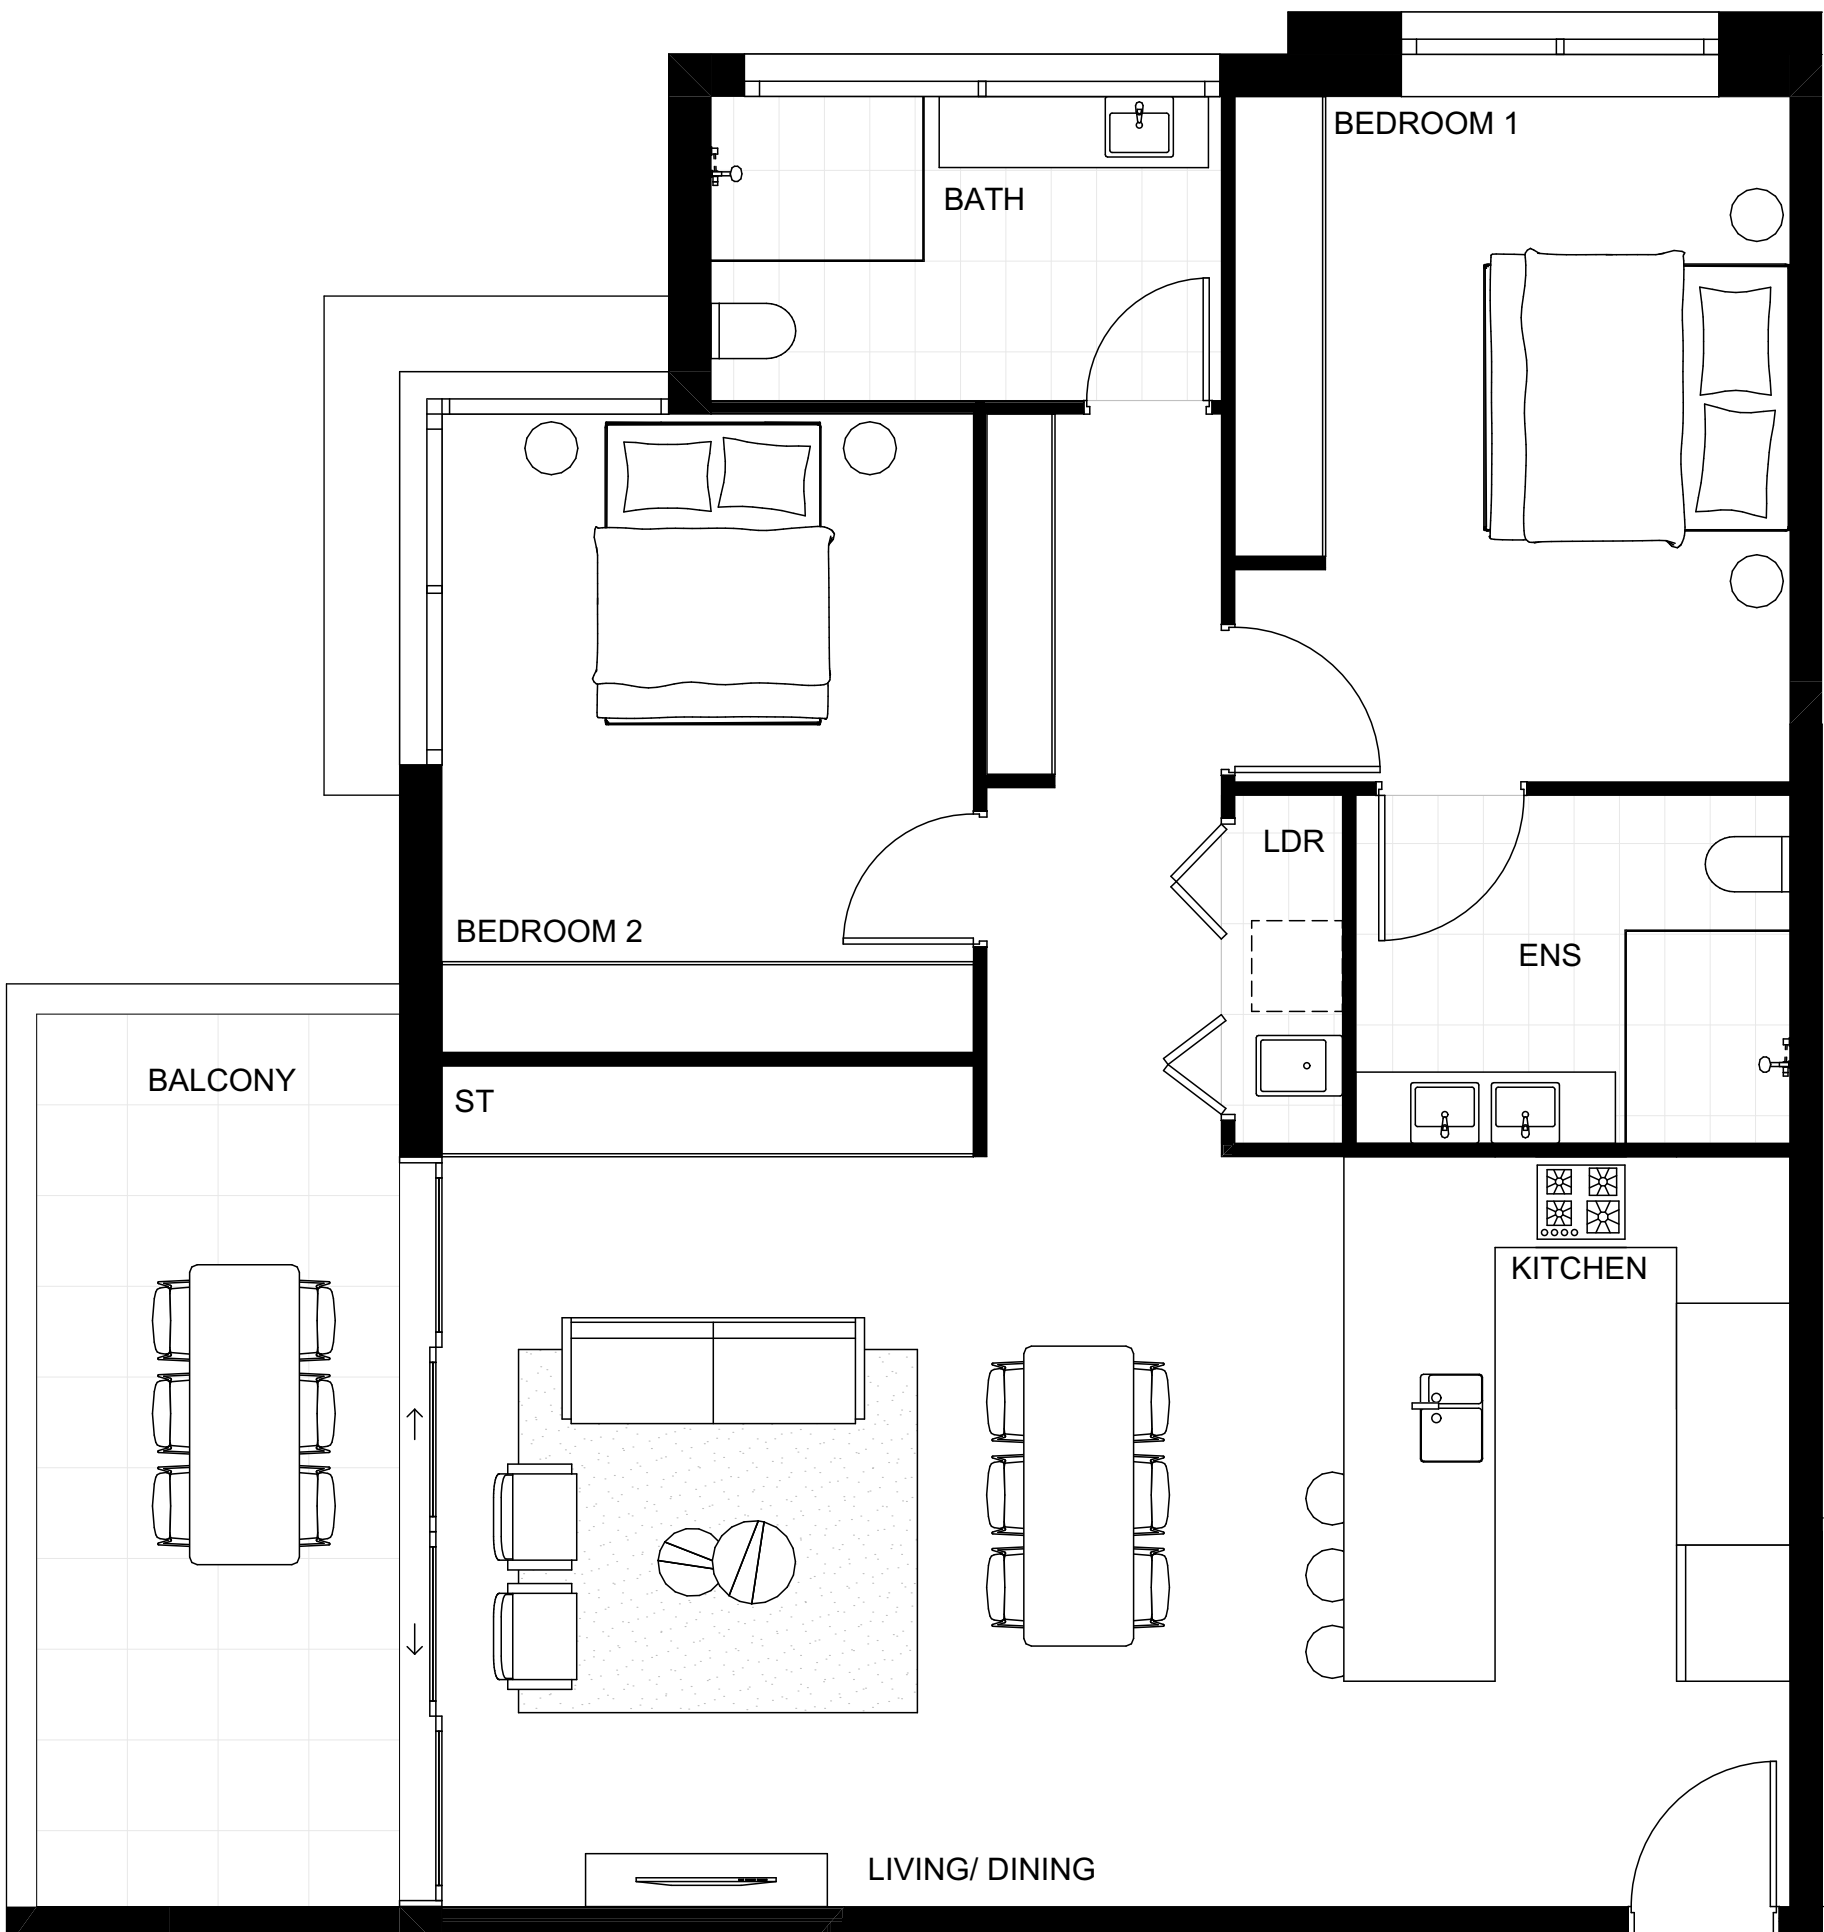 BEDROOM 1
BATH
LDR
BEDROOM 2
ENS
BALCONY
ST
KITCHEN
LIVING/ DINING